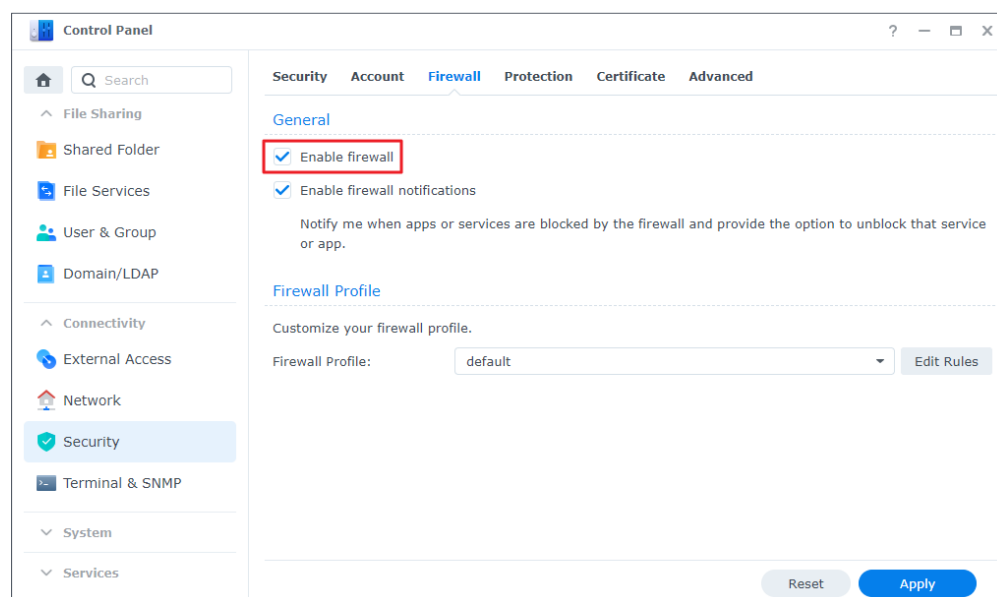 Control Panel
?
Search
File Sharing
Shared Folder
File Services
User & Group
Domain/LDAP
Connectivity
External Access
Network
Security
Terminal & SNMP
System
Services
Security Account Firewall Protection Certificate Advanced
General
Enable firewall
Enable firewall notifications
Notify me when apps or services are blocked by the firewall and provide the option to unblock that service
or app.
Firewall Profile
Customize your firewall profile.
Firewall Profile: default Edit Rules
Reset Apply